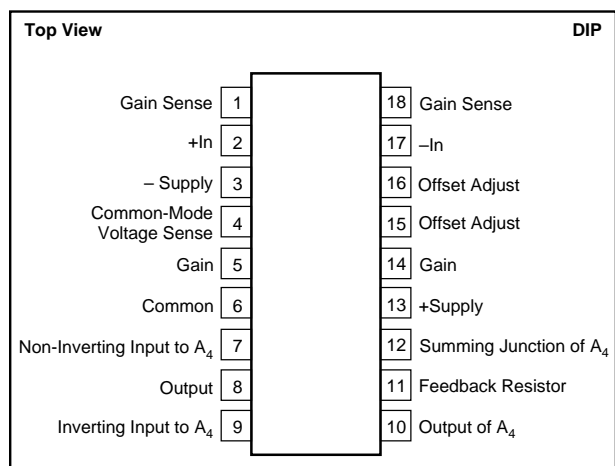 Top View DIP
Gain Sense 1 18 Gain Sense
+In 2 17 –In
– Supply 3 16 Offset Adjust
Common-Mode
Voltage Sense 4 15 Offset Adjust
Gain 5 14 Gain
Common 6 13 +Supply
Non-Inverting Input to A4 7 12 Summing Junction of A4
Output 8 11 Feedback Resistor
Inverting Input to A4 9 10 Output of A4